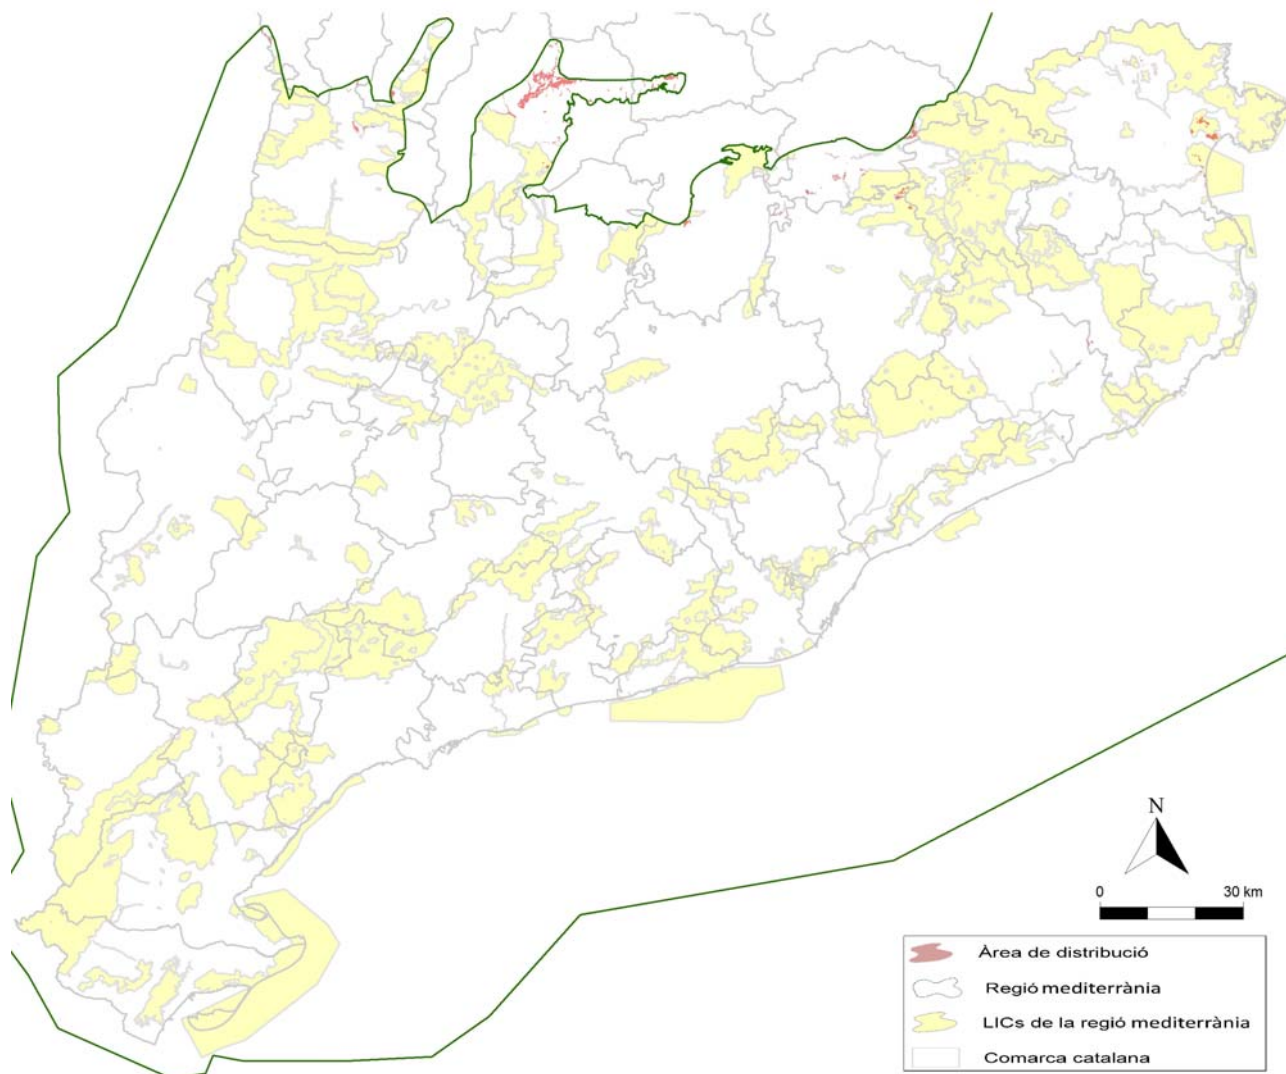 N
0 30 km
Àrea de distribució
Regió mediterrània
LICs de la regió mediterrània
Comarca catalana